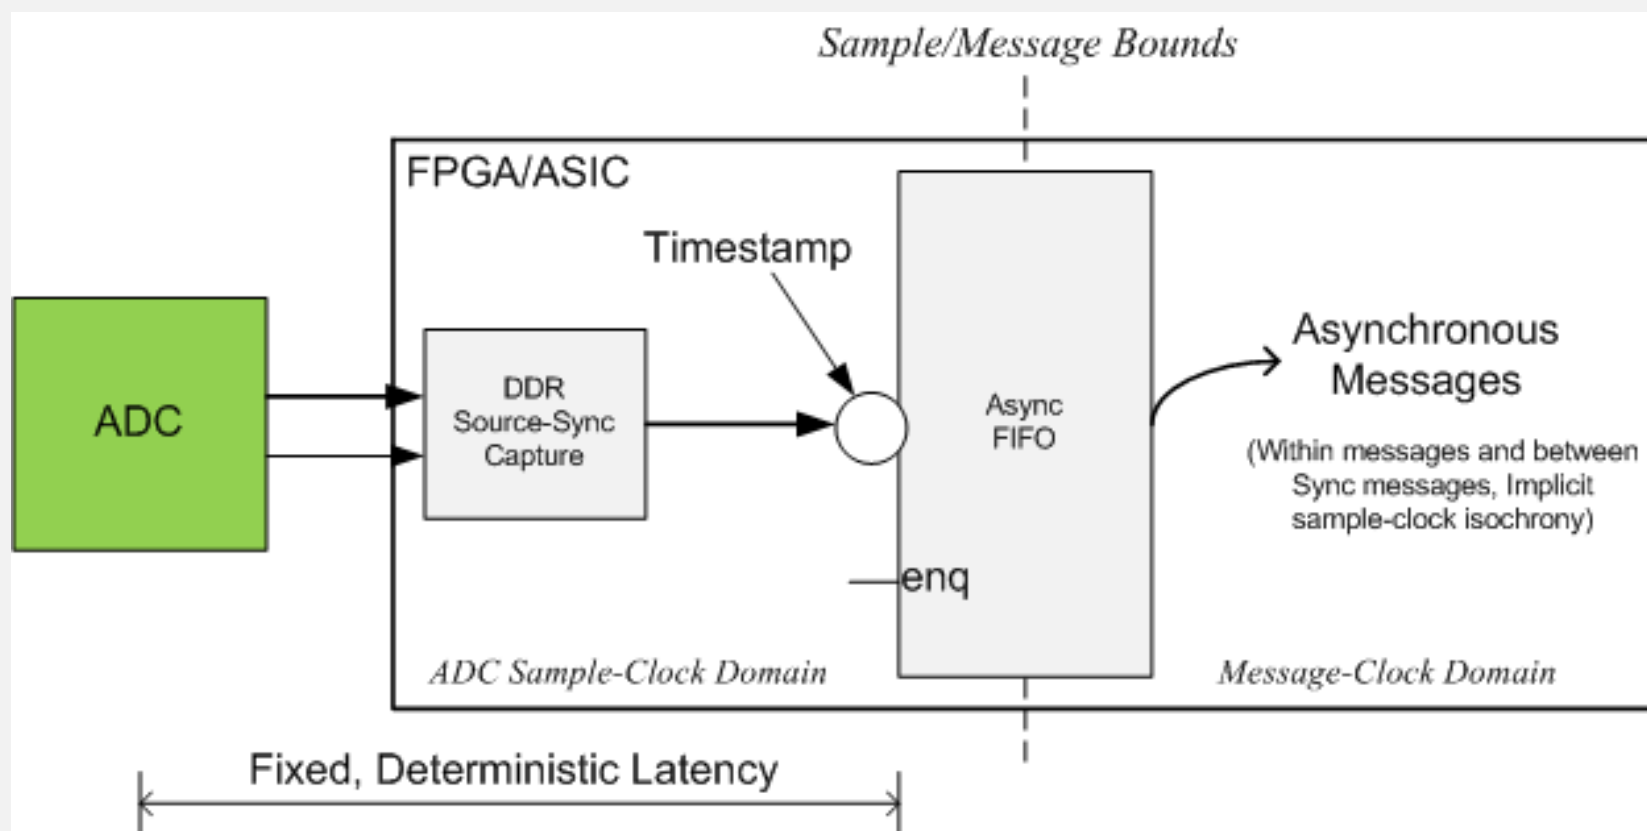 Sample/Message Bounds
FPGA/ASIC
Timestamp
ADC
DDR
Source-Sync
Capture
Async
FIFO
Asynchronous
Messages
(Within messages and between
Sync messages, Implicit
sample-clock isochrony)
enq
ADC Sample-Clock Domain
Message-Clock Domain
Fixed, Deterministic Latency